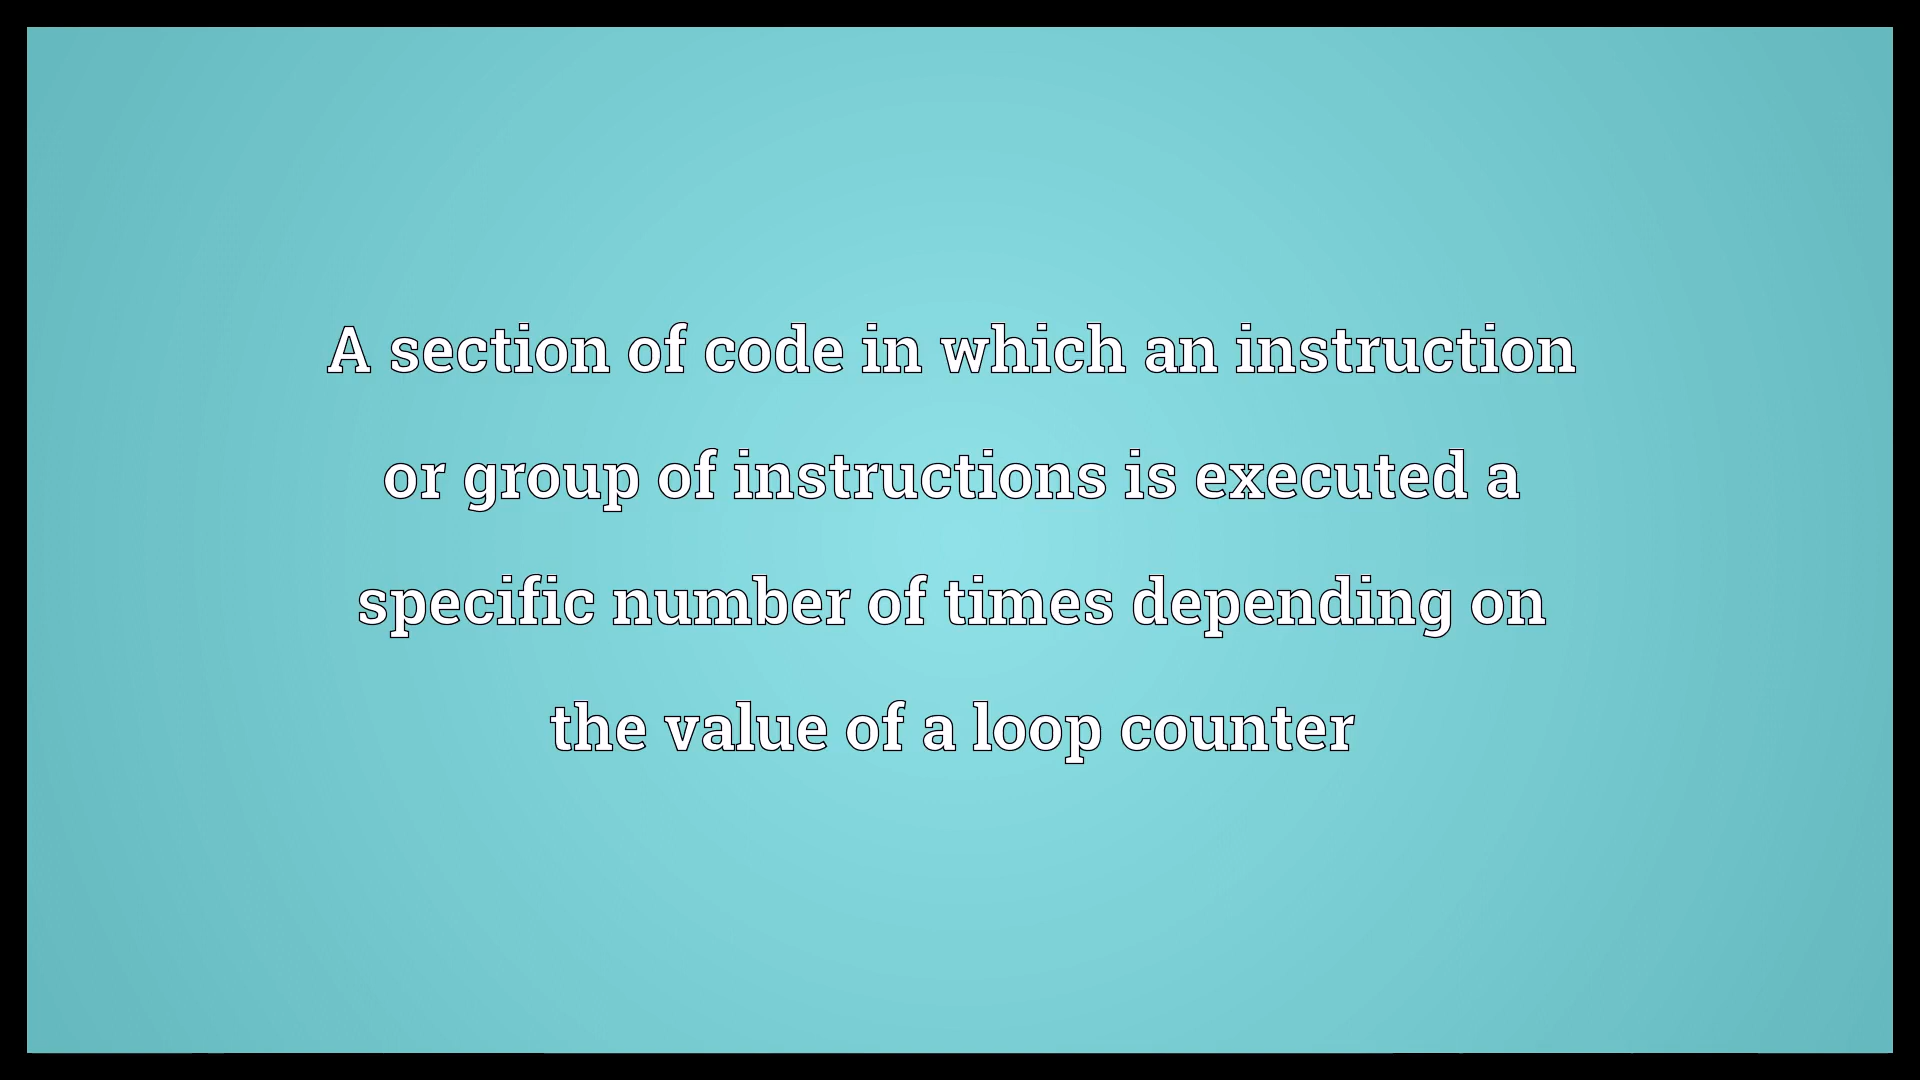 A section of code in which an instruction
or group of instructions is executed a
specific number of times depending on
the value of a loop counter